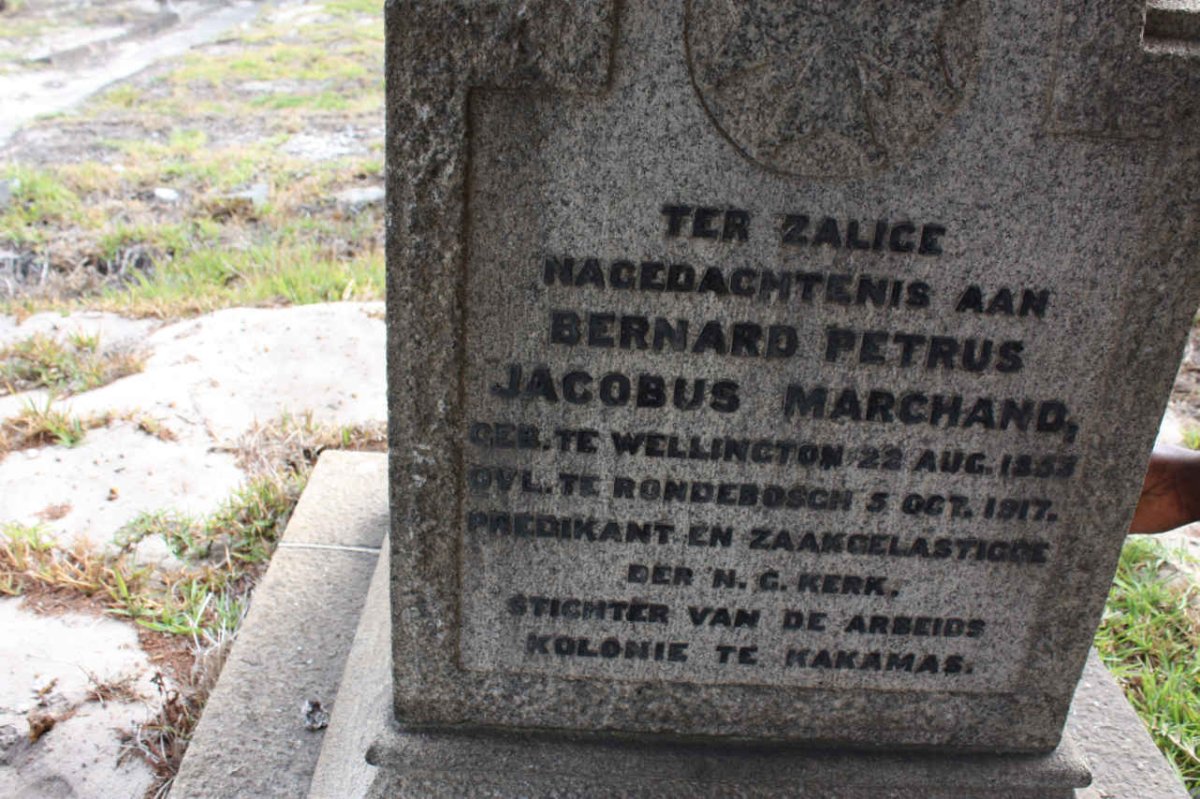 TER ZALIGE
NAGEDACHTENIS AAN
BERNARD PETRUS
JACOBUS MARCHAND,
GEB. TE WELLINGTON 22 AUG. 1853
OVL. TE RONDEBOSCH 5 OCT. 1917.
PREDIKANT EN ZAAKGELASTIGDE
DER N. G. KERK.
STICHTER VAN DE ARBEIDS
KOLONIE TE KAKAMAS.